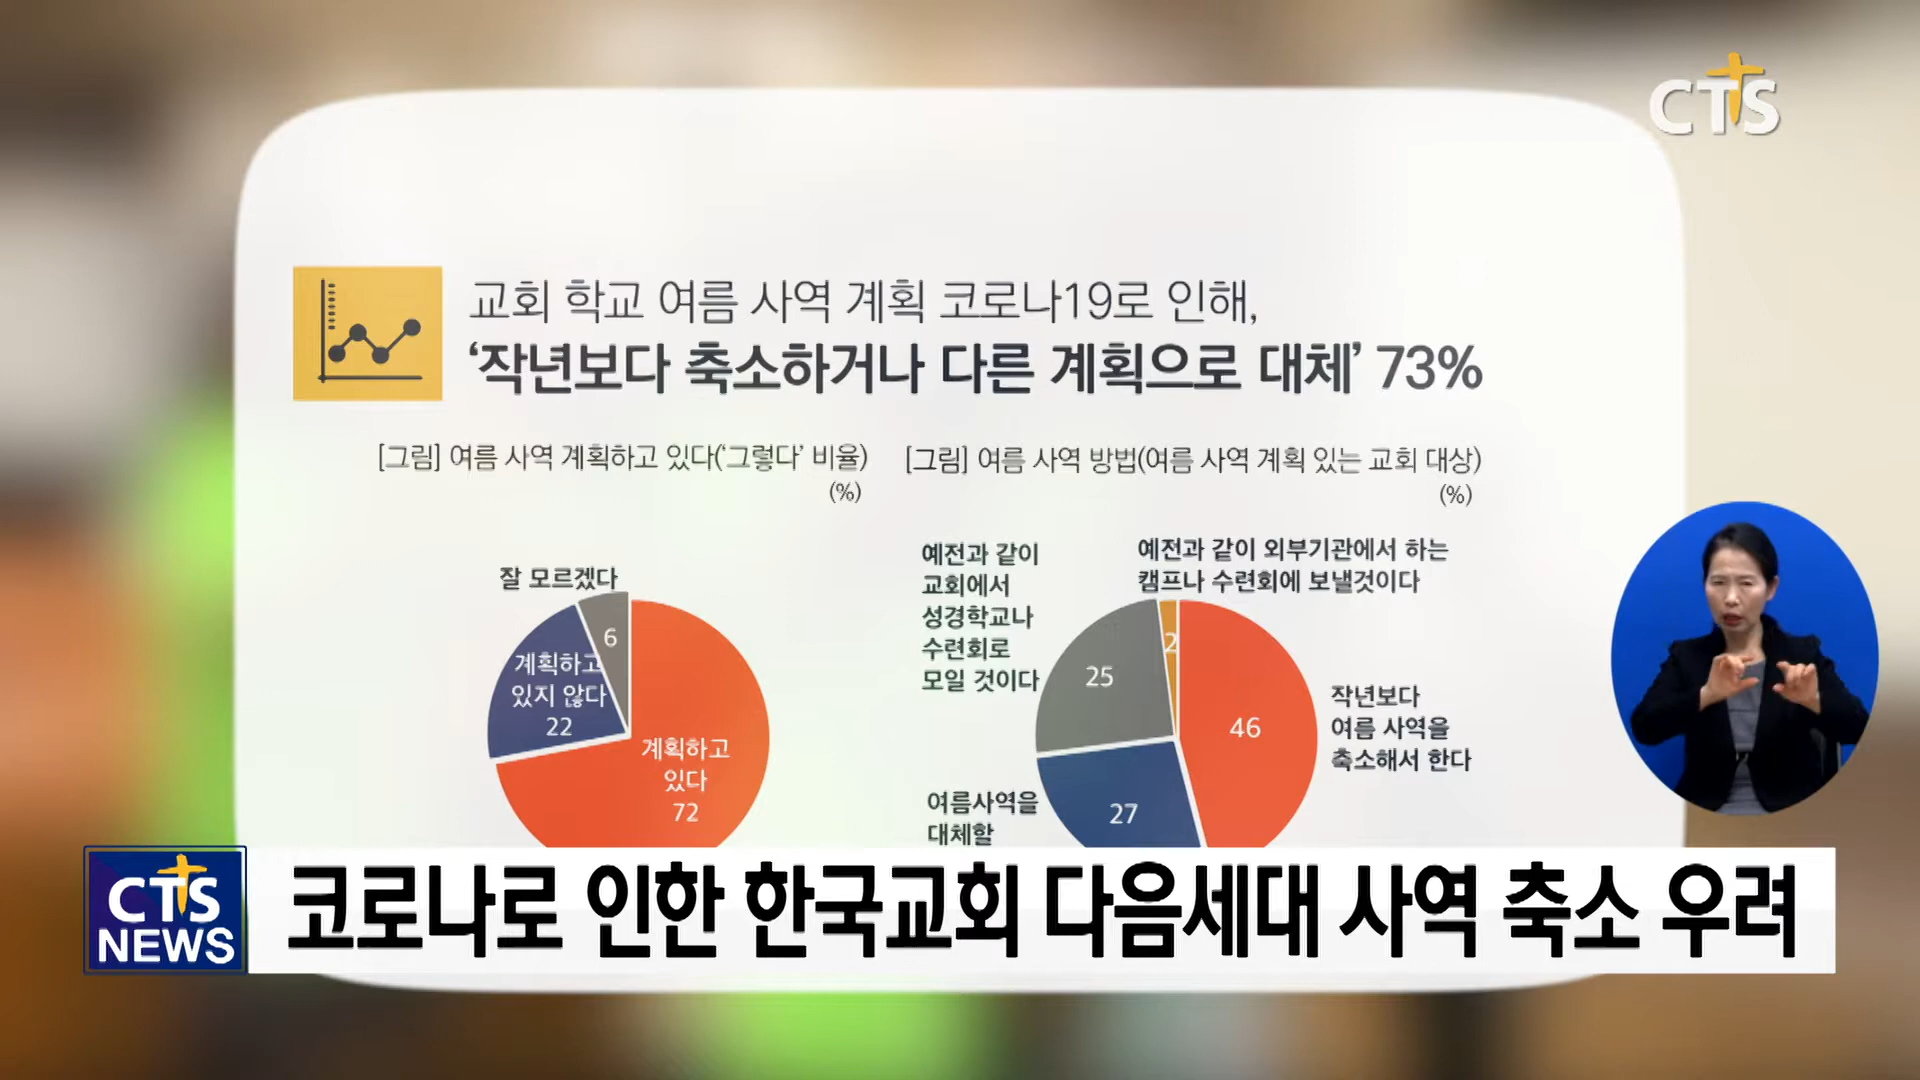 CTS
교회 학교 여름 사역 계획 코로나19로 인해,
‘작년보다 축소하거나 다른 계획으로 대체’ 73%
[그림] 여름 사역 계획하고 있다(‘그렇다’ 비율)
(%)
잘 모르겠다
6
계획하고
있지 않다
22
계획하고
있다
72
[그림] 여름 사역 방법(여름 사역 계획 있는 교회 대상)
(%)
예전과 같이
교회에서
성경학교나
수련회로
모일 것이다
25
예전과 같이 외부기관에서 하는
캠프나 수련회에 보낼것이다
2
46
작년보다
여름 사역을
축소해서 한다
여름사역을
대체할
27
CTS
NEWS
코로나로 인한 한국교회 다음세대 사역 축소 우려